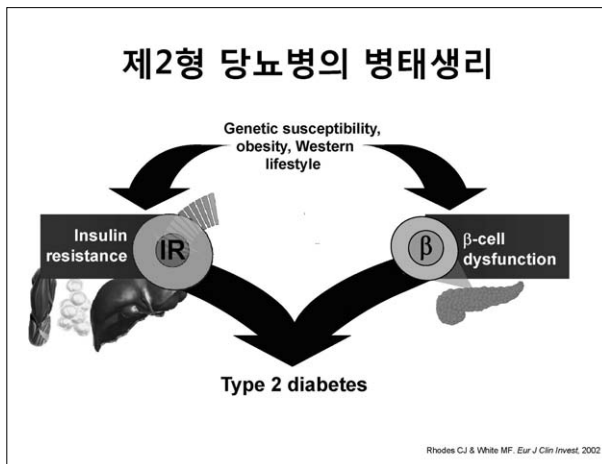 제2형 당뇨병의 병태생리
Genetic susceptibility,
obesity, Western
lifestyle
Insulin
resistance
IR
β
β-cell
dysfunction
Type 2 diabetes
Rhodes CJ & White MF. Eur J Clin Invest, 2002